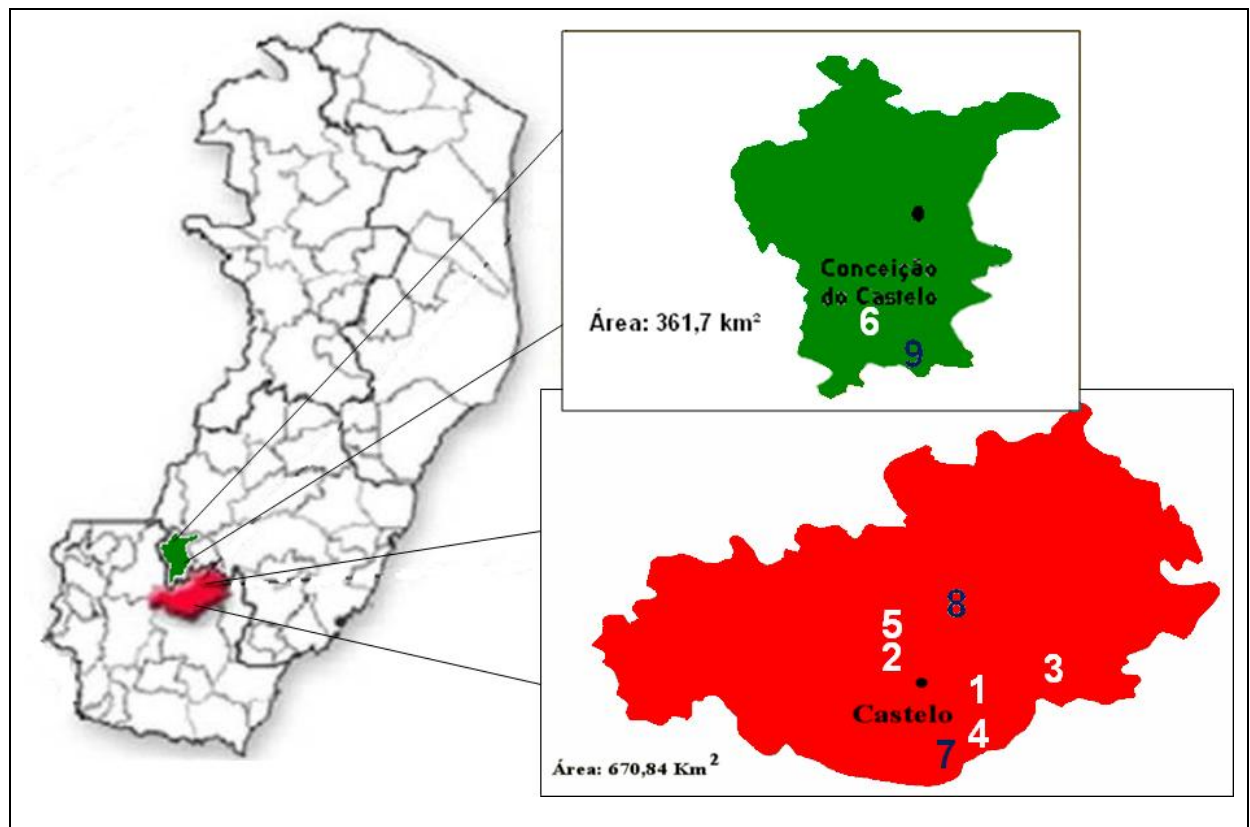 Conceição
do Castelo
Área: 361,7 km²
6
9
8
5
2
3
1
Castelo
4
7
Área: 670,84 Km²